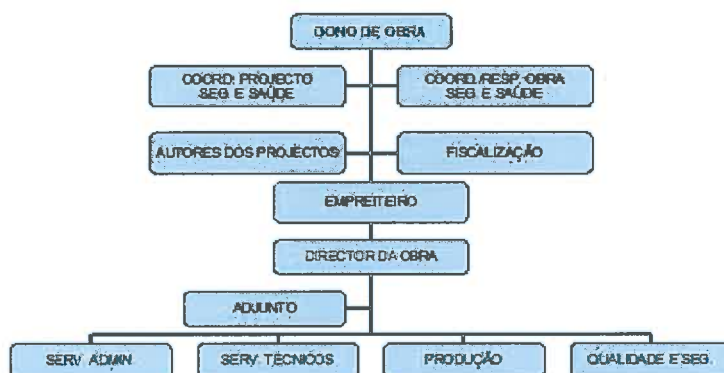 DONO DE OBRA
COORD. PROJECTO
SEG. E SAÚDE
COORD./RESP. OBRA
SEG. E SAÚDE
AUTORES DOS PROJECTOS
FISCALIZAÇÃO
EMPREITEIRO
DIRECTOR DA OBRA
ADJUNTO
SERV. ADMIN.
SERV. TÉCNICOS
PRODUÇÃO
QUALIDADE E SEG.